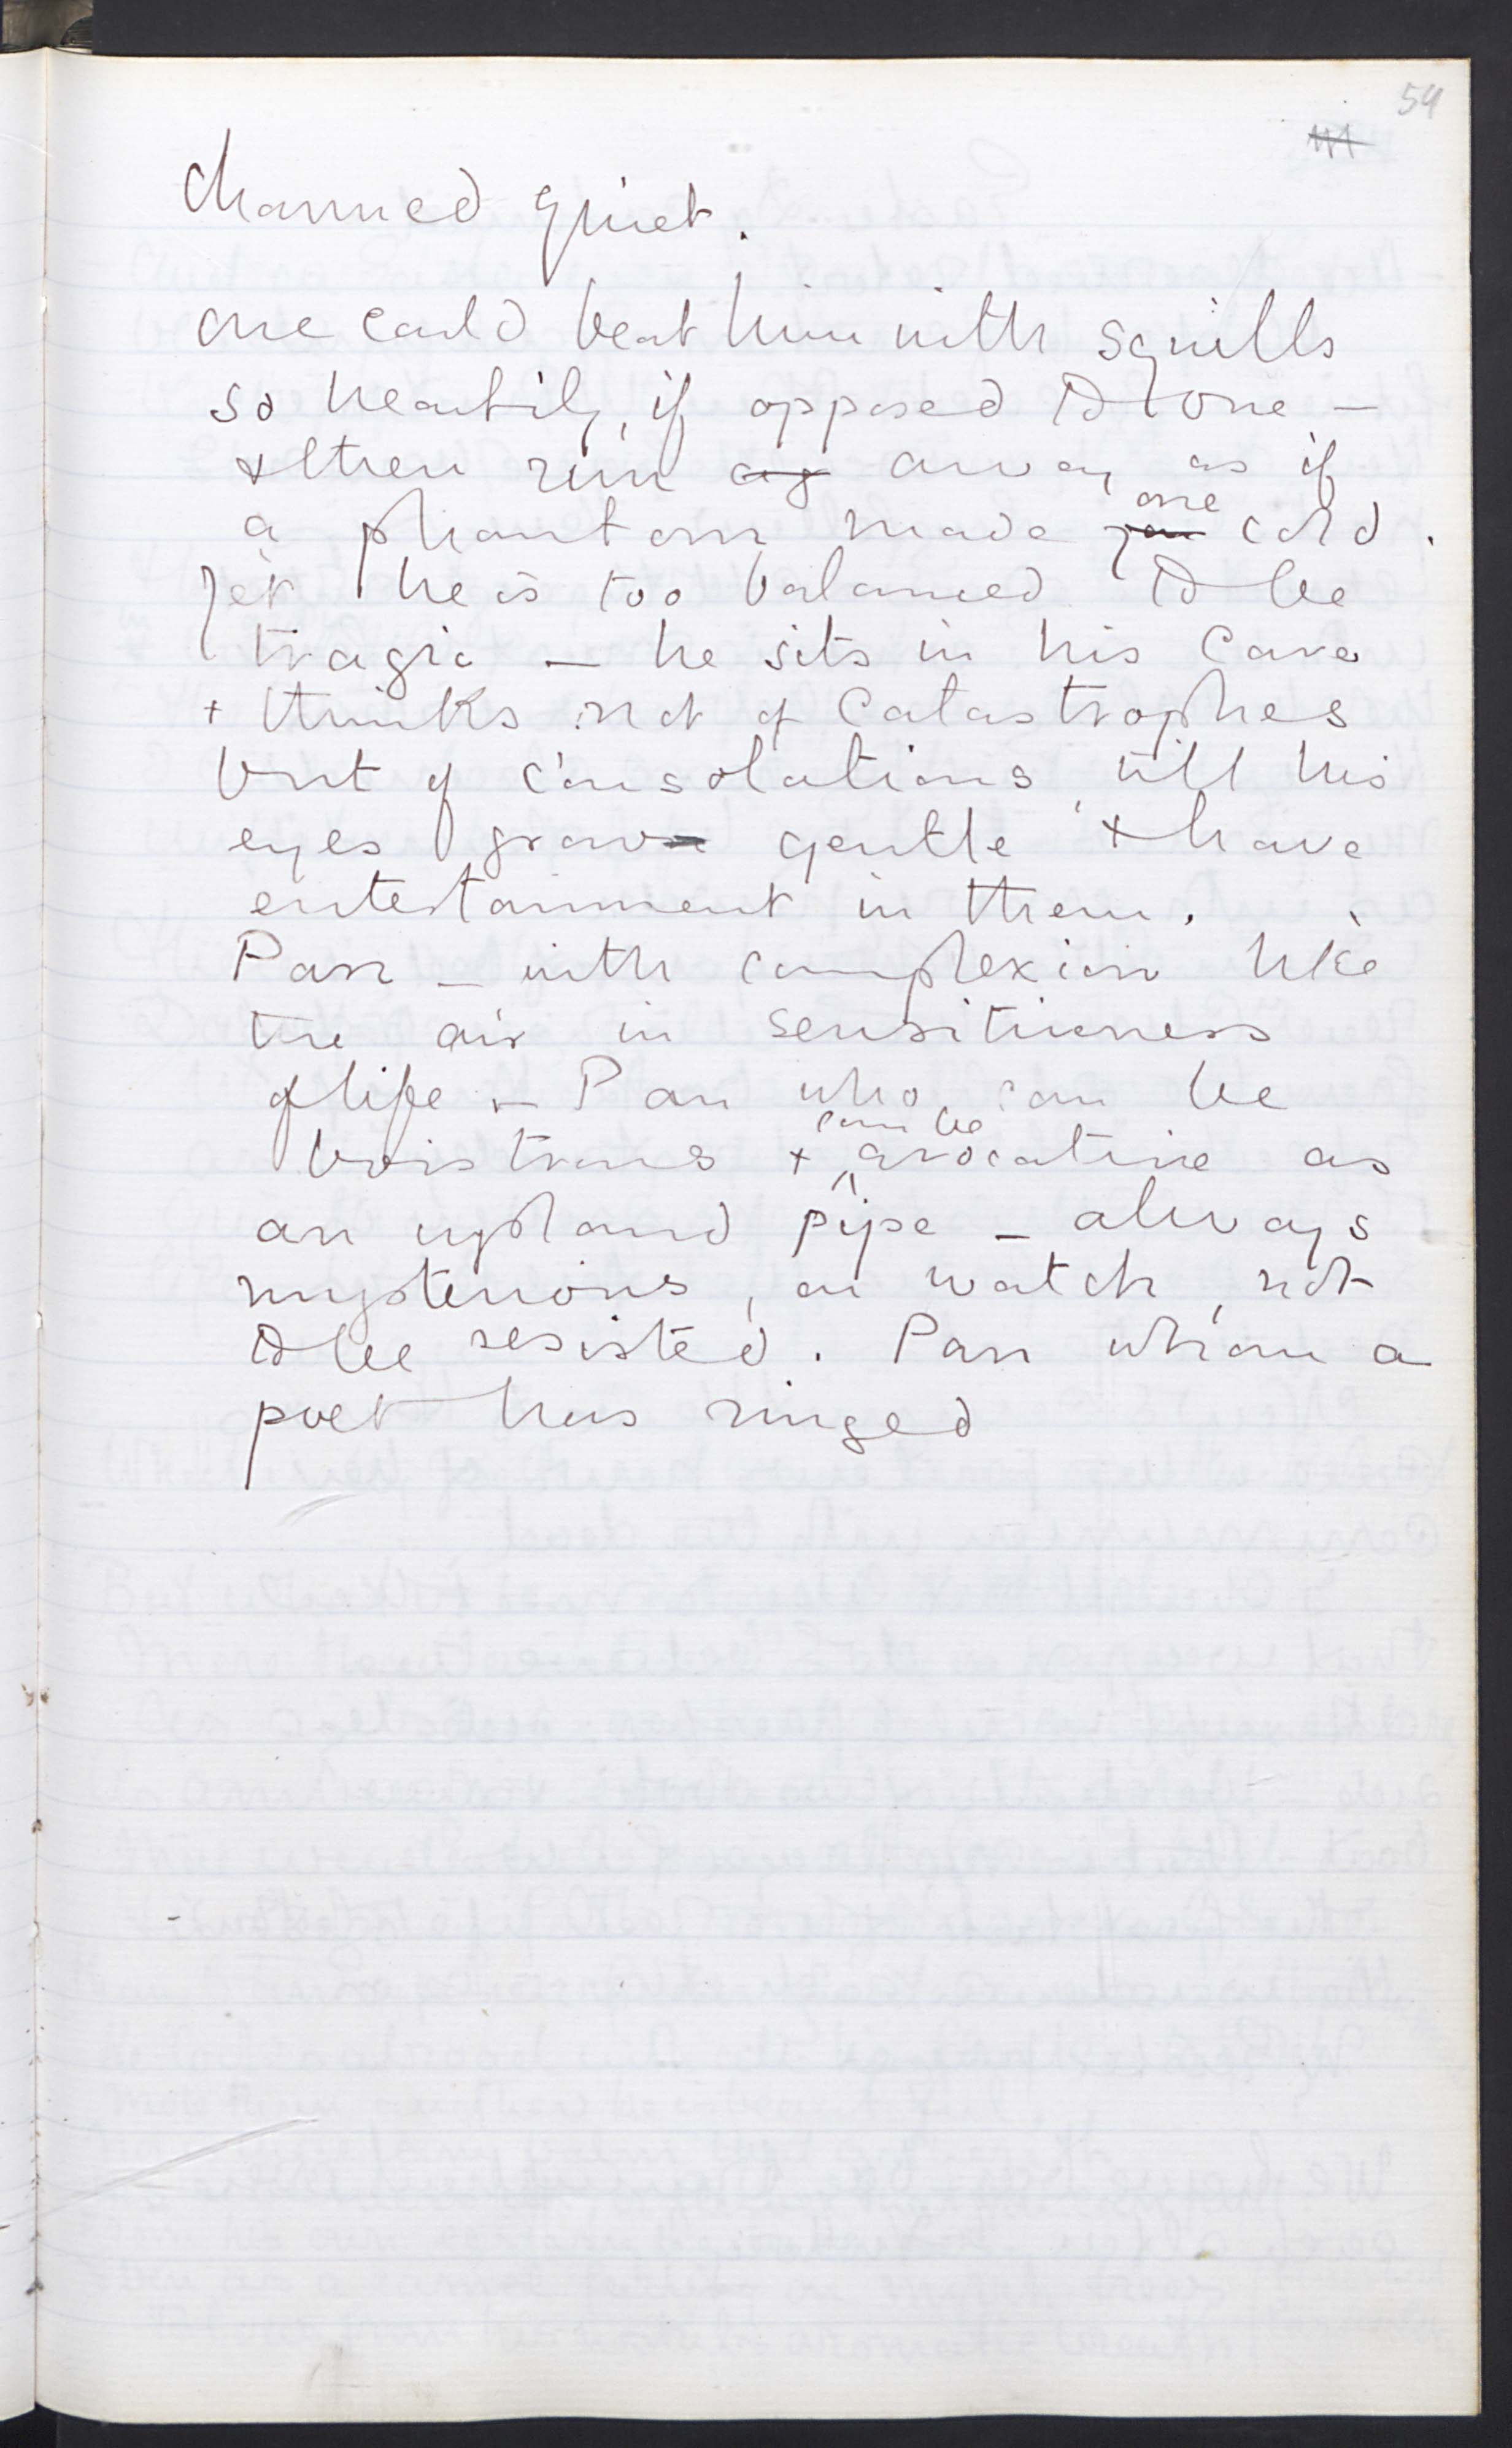 54
charmed quiet.
one could beat him with squills
so heartily, if opposed to one –
& then run away as if
a phantom made you one cold.
Yet he is too balanced to be
tragic – he sits in his cave
+ thinks not of catastrophes
but of consolations, till his
eyes grow gentle & have
entertainment in them.
Pan – with complexion like
the air in sensitiveness
of life – Pan who can be
boistrous + can be avocative as
an upland pipe – always
mysterious, on watch, not
to be resisted. Pan whom a
poet has ringed